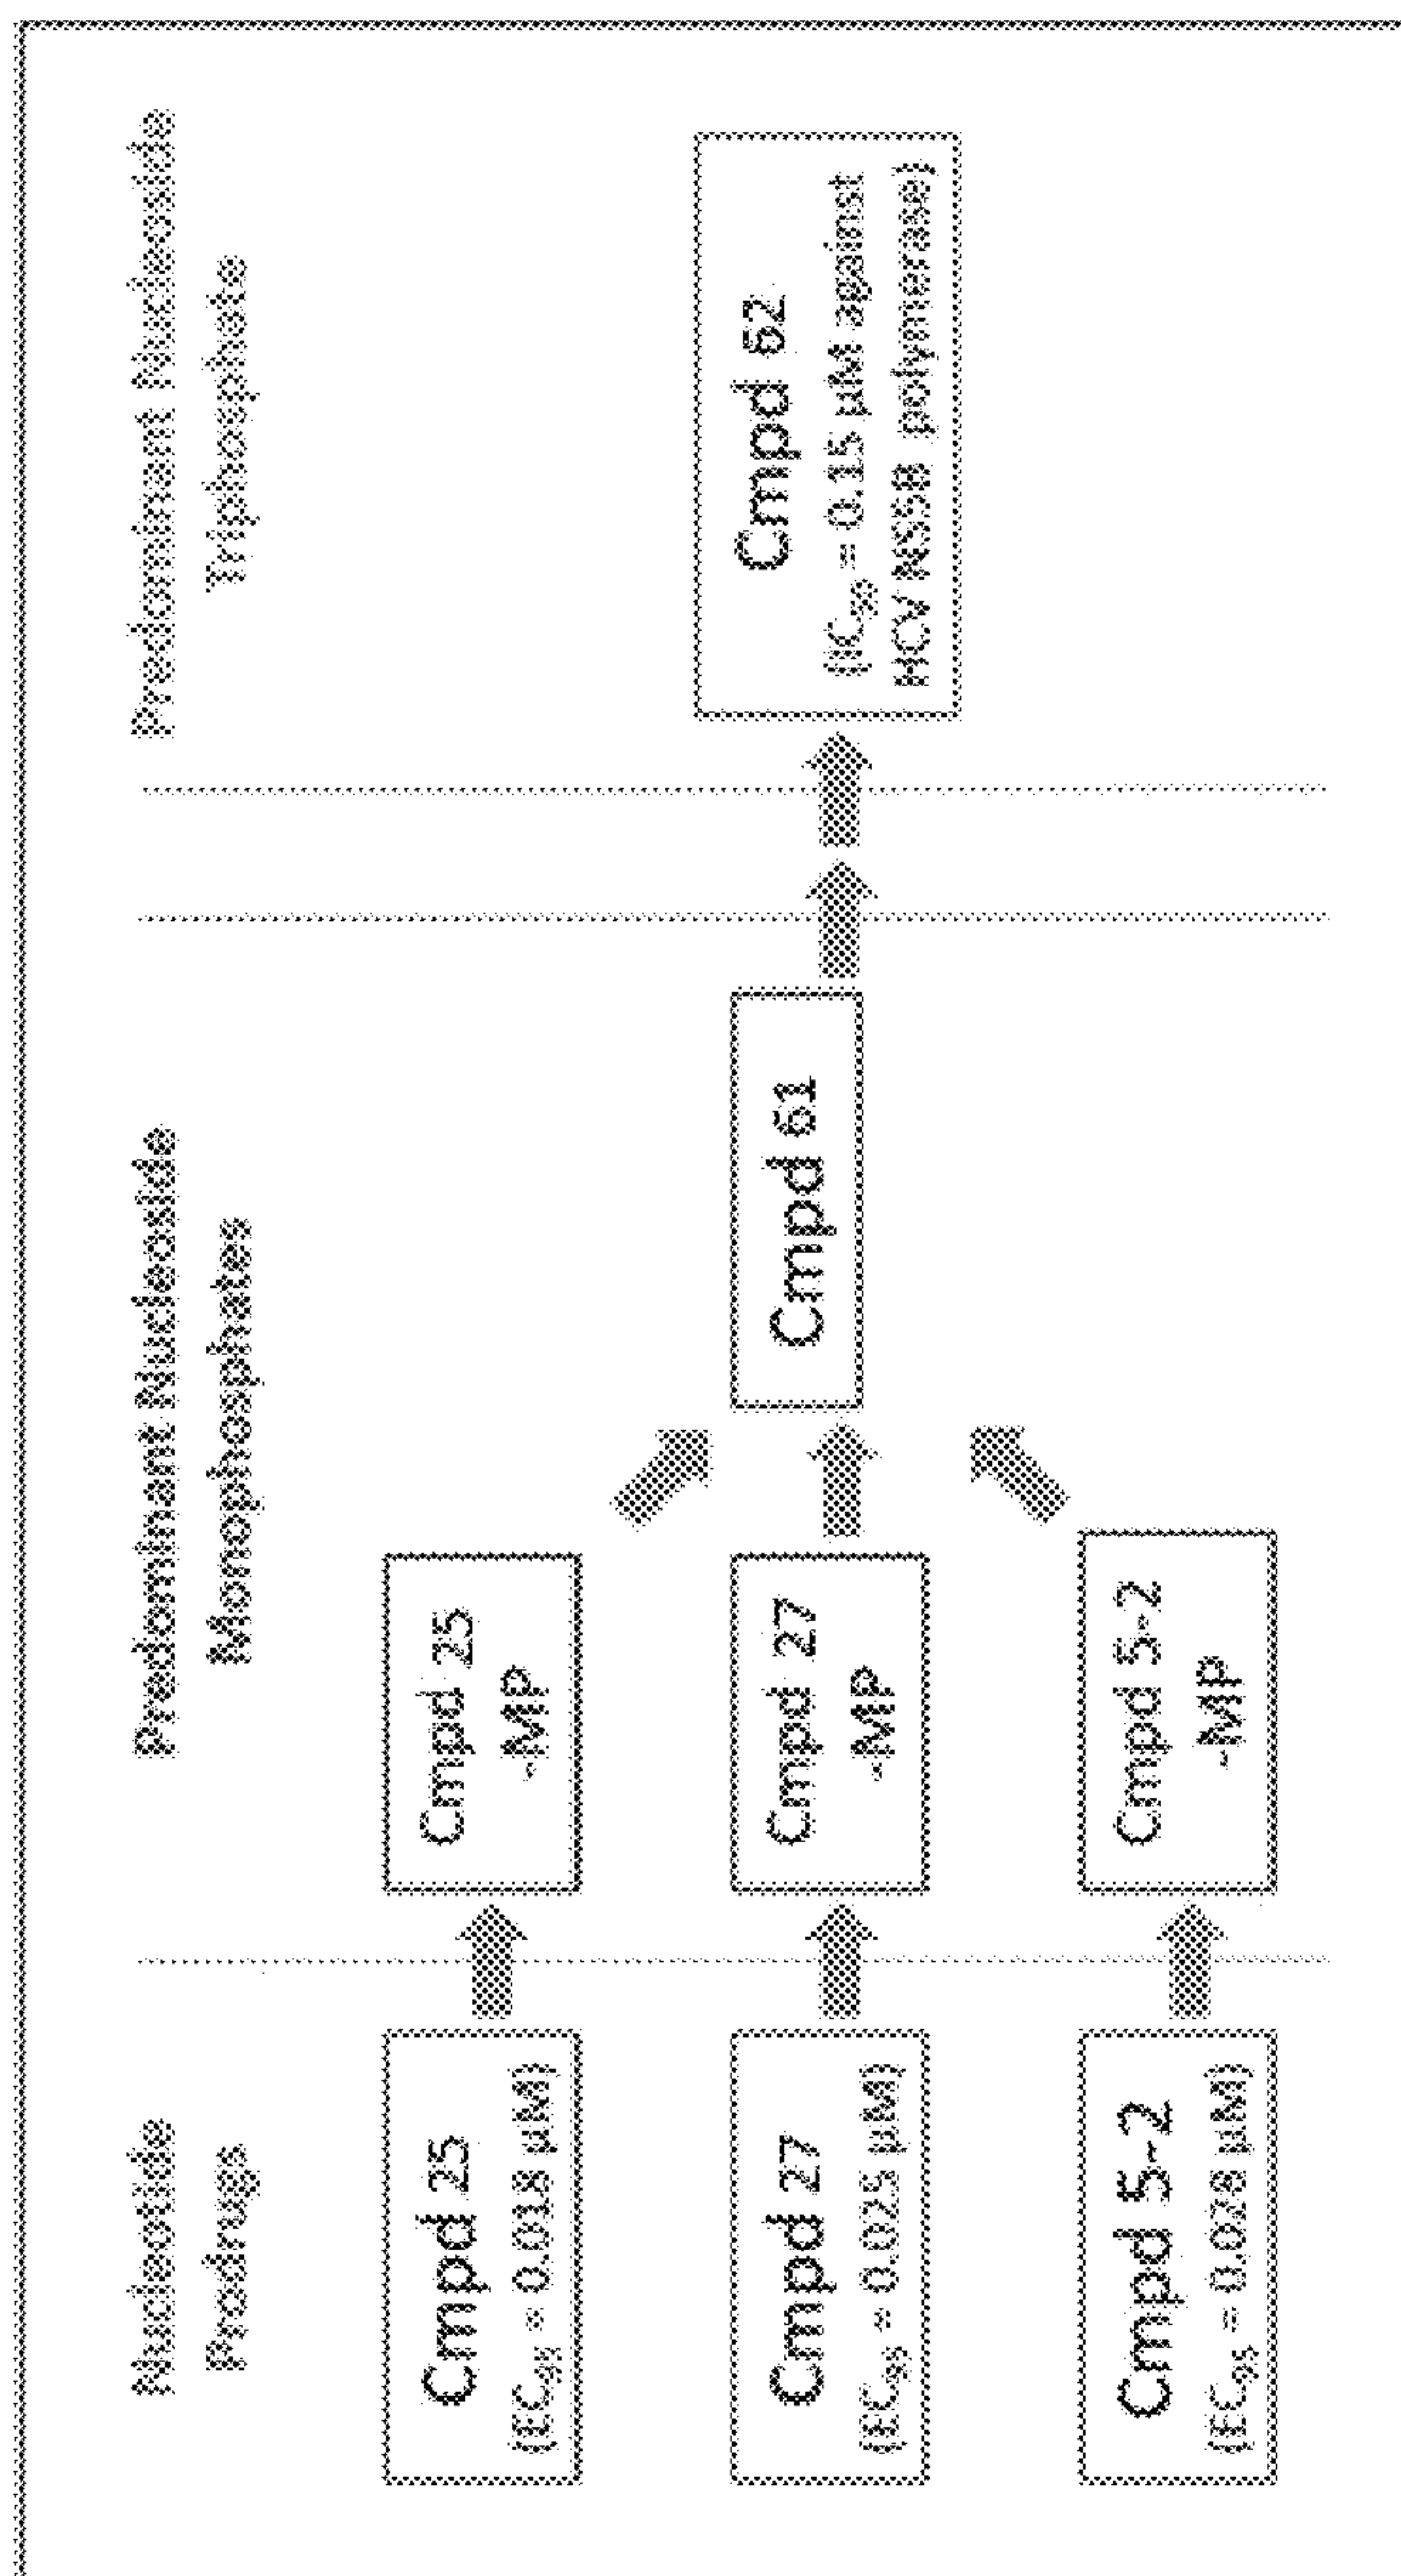 Nucleotide
Prodrugs
Predominant Nucleoside
Monophosphates
Predominant Nucleoside
Triphosphate
Cmpd 25
(EC₉₅ = 0.018 µM)
Cmpd 25
-MP
Cmpd 27
(EC₉₅ = 0.025 µM)
Cmpd 27
-MP
Cmpd 61
Cmpd 62
(IC₅₀ = 0.15 µM against
HCV NS5B polymerase)
Cmpd 5-2
(EC₉₅ = 0.028 µM)
Cmpd 5-2
-MP